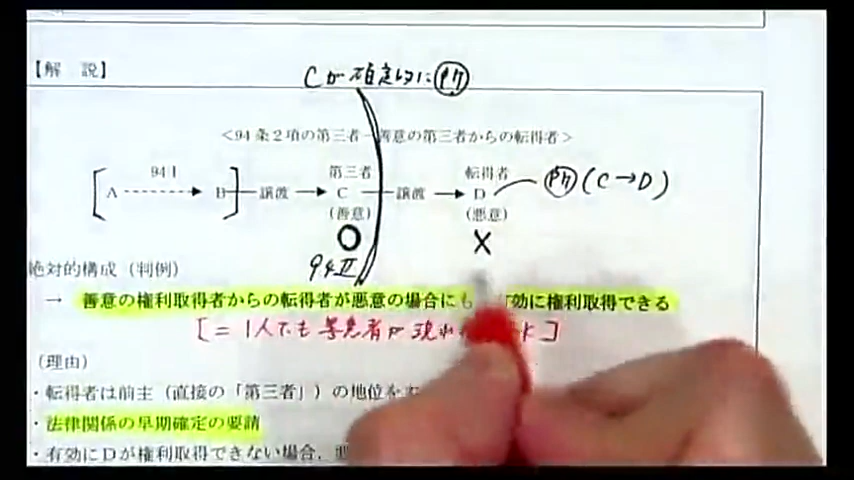 【解 説】
Cが確定的に 所
<94条2項の第三者-善意の第三者からの転得者>
94Ⅰ 第三者 転得者
A B 譲渡 C 譲渡 D 所 (C→D)
(善意) (悪意)
○ ×
94Ⅱ
絶対的構成(判例)
→ 善意の権利取得者からの転得者が悪意の場合にも 効に権利取得できる
[=1人でも善意者が現れ
(理由)
・転得者は前主(直接の「第三者」)の地位を
・法律関係の早期確定の要請
・有効にDが権利取得できない場合,